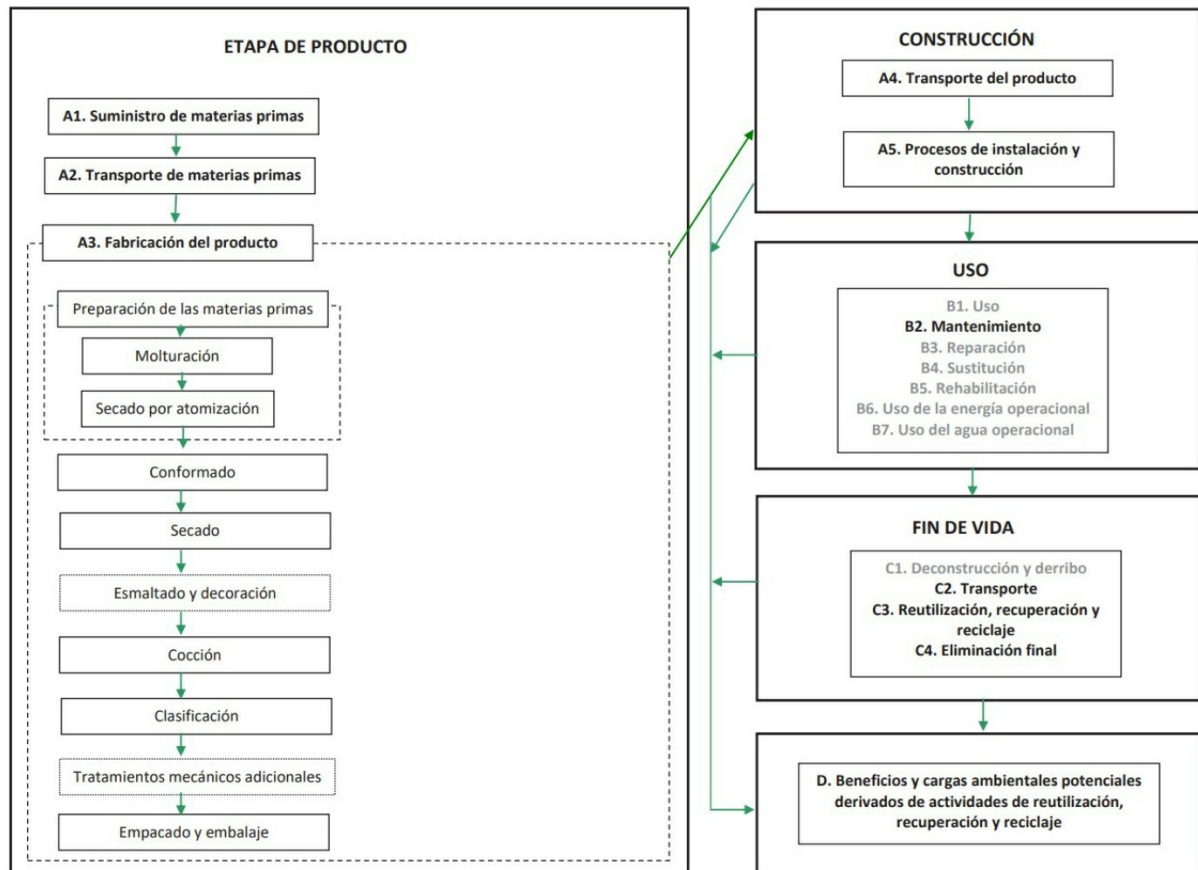 ETAPA DE PRODUCTO
A1. Suministro de materias primas
A2. Transporte de materias primas
A3. Fabricación del producto
Preparación de las materias primas
Molturación
Secado por atomización
Conformado
Secado
Esmaltado y decoración
Cocción
Clasificación
Tratamientos mecánicos adicionales
Empacado y embalaje
CONSTRUCCIÓN
A4. Transporte del producto
A5. Procesos de instalación y
construcción
USO
B1. Uso
B2. Mantenimiento
B3. Reparación
B4. Sustitución
B5. Rehabilitación
B6. Uso de la energía operacional
B7. Uso del agua operacional
FIN DE VIDA
C1. Deconstrucción y derribo
C2. Transporte
C3. Reutilización, recuperación y
reciclaje
C4. Eliminación final
D. Beneficios y cargas ambientales potenciales
derivados de actividades de reutilización,
recuperación y reciclaje